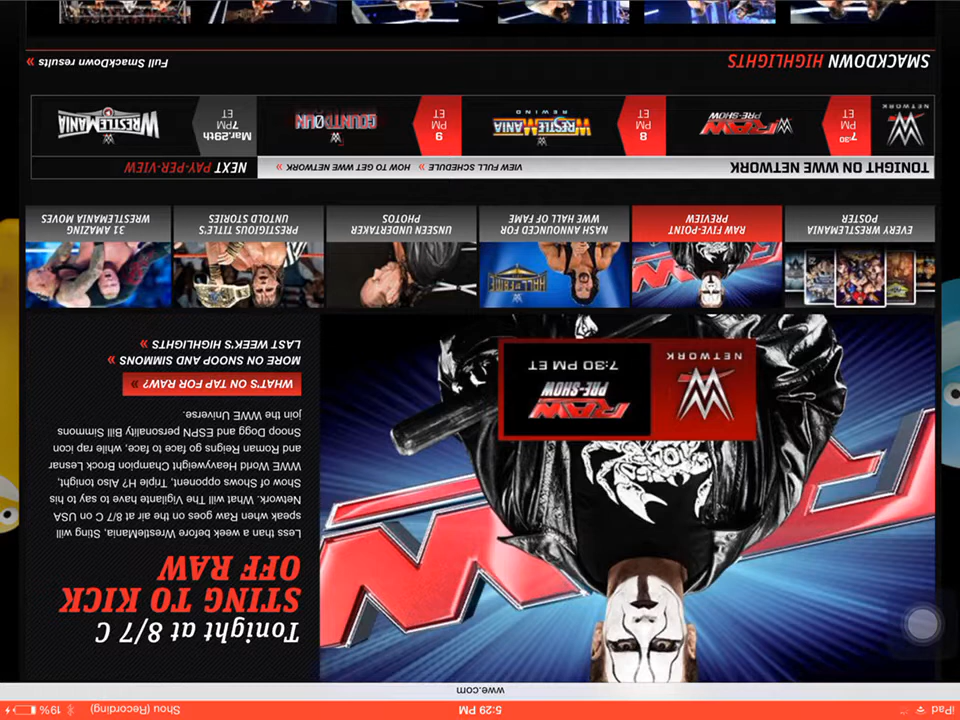 iPad
5:29 PM
Shou (Recording)
19%
www.wwe.com
Tonight at 8/7 C
STING TO KICK
OFF RAW
Less than a week before WrestleMania, Sting will
speak when Raw goes on the air at 8/7 C on USA
Network. What will The Vigilante have to say to his
Show of Shows opponent, Triple H? Also tonight,
WWE World Heavyweight Champion Brock Lesnar
and Roman Reigns go face to face, while rap icon
Snoop Dogg and ESPN personality Bill Simmons
join the WWE Universe.
WHAT'S ON TAP FOR RAW? »
MORE ON SNOOP AND SIMMONS »
LAST WEEK'S HIGHLIGHTS »
NETWORK
RAW
PRE-SHOW
7:30 PM ET
EVERY WRESTLEMANIA
POSTER
RAW FIVE-POINT
PREVIEW
HALL OF FAME
NASH ANNOUNCED FOR
WWE HALL OF FAME
UNSEEN UNDERTAKER
PHOTOS
PRESTIGIOUS TITLE'S
UNTOLD STORIES
31 AMAZING
WRESTLEMANIA MOVES
TONIGHT ON WWE NETWORK
VIEW FULL SCHEDULE »
HOW TO GET WWE NETWORK »
NEXT PAY-PER-VIEW
NETWORK
7:30
PM
ET
RAW
PRE-SHOW
8
PM
ET
WRESTLEMANIA
REWIND
9
PM
ET
COUNTDOWN
Mar.29th
7PM
ET
WRESTLEMANIA
SMACKDOWN HIGHLIGHTS
Full SmackDown results »